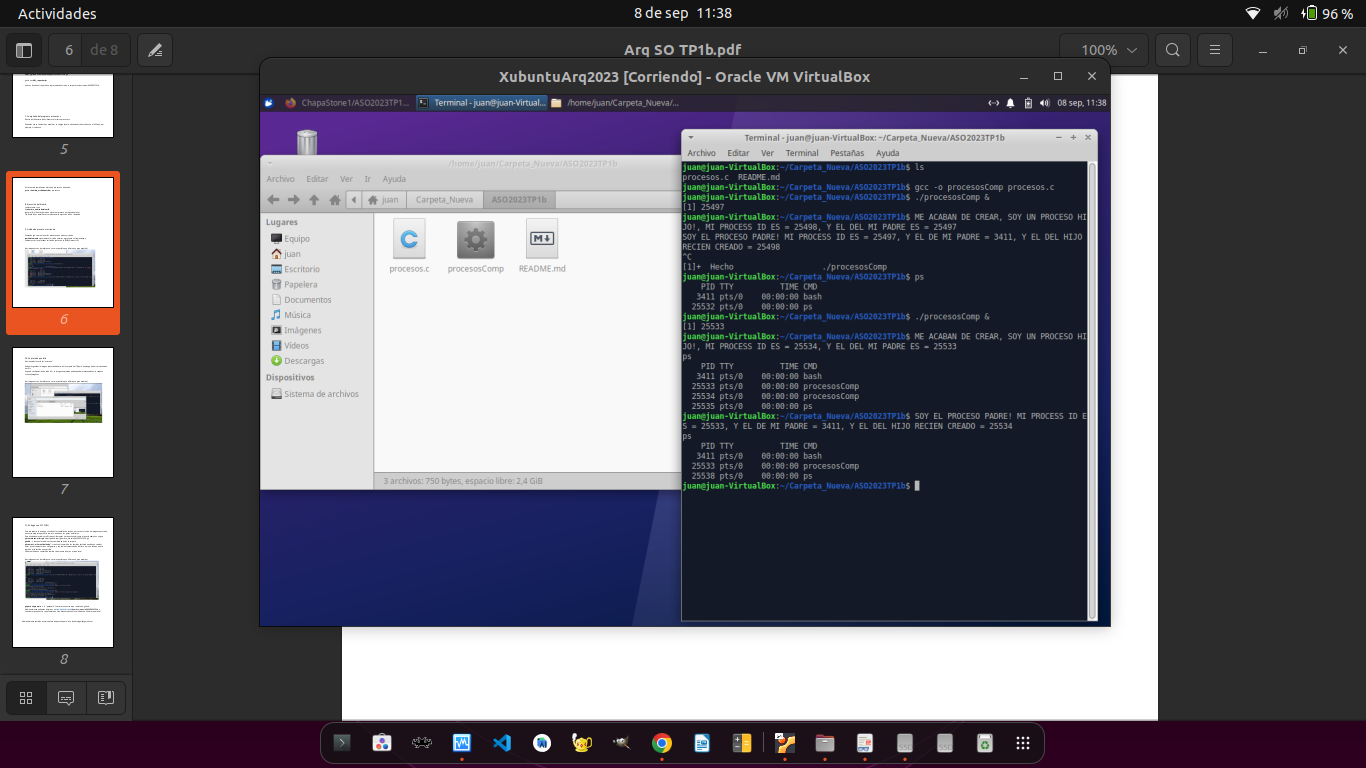 Actividades
8 de sep 11:38
96 %
6 de 8
Arq SO TP1b.pdf
100%
5
6
7
8
XubuntuArq2023 [Corriendo] - Oracle VM VirtualBox
ChapaStone1/ASO2023TP1...
Terminal - juan@juan-Virtual...
/home/juan/Carpeta_Nueva/...
08 sep, 11:38
/home/juan/Carpeta_Nueva/ASO2023TP1b
Archivo Editar Ver Ir Ayuda
juan Carpeta_Nueva ASO2023TP1b
Lugares
Equipo
juan
Escritorio
Papelera
Documentos
Música
Imágenes
Vídeos
Descargas
Dispositivos
Sistema de archivos
procesos.c procesosComp README.md
3 archivos: 750 bytes, espacio libre: 2,4 GiB
Terminal - juan@juan-VirtualBox: ~/Carpeta_Nueva/ASO2023TP1b
Archivo Editar Ver Terminal Pestañas Ayuda
juan@juan-VirtualBox:~/Carpeta_Nueva/ASO2023TP1b$ ls
procesos.c README.md
juan@juan-VirtualBox:~/Carpeta_Nueva/ASO2023TP1b$ gcc -o procesosComp procesos.c
juan@juan-VirtualBox:~/Carpeta_Nueva/ASO2023TP1b$ ./procesosComp &
[1] 25497
juan@juan-VirtualBox:~/Carpeta_Nueva/ASO2023TP1b$ ME ACABAN DE CREAR, SOY UN PROCESO HI
JO!, MI PROCESS ID ES = 25498, Y EL DEL MI PADRE ES = 25497
SOY EL PROCESO PADRE! MI PROCESS ID ES = 25497, Y EL DE MI PADRE = 3411, Y EL DEL HIJO
RECIEN CREADO = 25498
^C
[1]+ Hecho ./procesosComp
juan@juan-VirtualBox:~/Carpeta_Nueva/ASO2023TP1b$ ps
PID TTY TIME CMD
3411 pts/0 00:00:00 bash
25532 pts/0 00:00:00 ps
juan@juan-VirtualBox:~/Carpeta_Nueva/ASO2023TP1b$ ./procesosComp &
[1] 25533
juan@juan-VirtualBox:~/Carpeta_Nueva/ASO2023TP1b$ ME ACABAN DE CREAR, SOY UN PROCESO HI
JO!, MI PROCESS ID ES = 25534, Y EL DEL MI PADRE ES = 25533
ps
PID TTY TIME CMD
3411 pts/0 00:00:00 bash
25533 pts/0 00:00:00 procesosComp
25534 pts/0 00:00:00 procesosComp
25535 pts/0 00:00:00 ps
juan@juan-VirtualBox:~/Carpeta_Nueva/ASO2023TP1b$ SOY EL PROCESO PADRE! MI PROCESS ID E
S = 25533, Y EL DE MI PADRE = 3411, Y EL DEL HIJO RECIEN CREADO = 25534
ps
PID TTY TIME CMD
3411 pts/0 00:00:00 bash
25533 pts/0 00:00:00 procesosComp
25538 pts/0 00:00:00 ps
juan@juan-VirtualBox:~/Carpeta_Nueva/ASO2023TP1b$